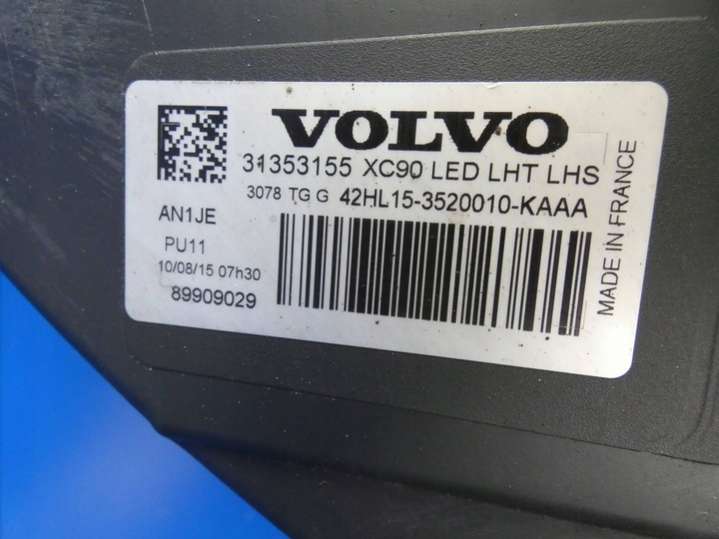 VOLVO
31353155 XC90 LED LHT LHS
3078 TG G 42HL15-3520010-KAAA
AN1JE
PU11
10/08/15 07h30
89909029
MADE IN FRANCE